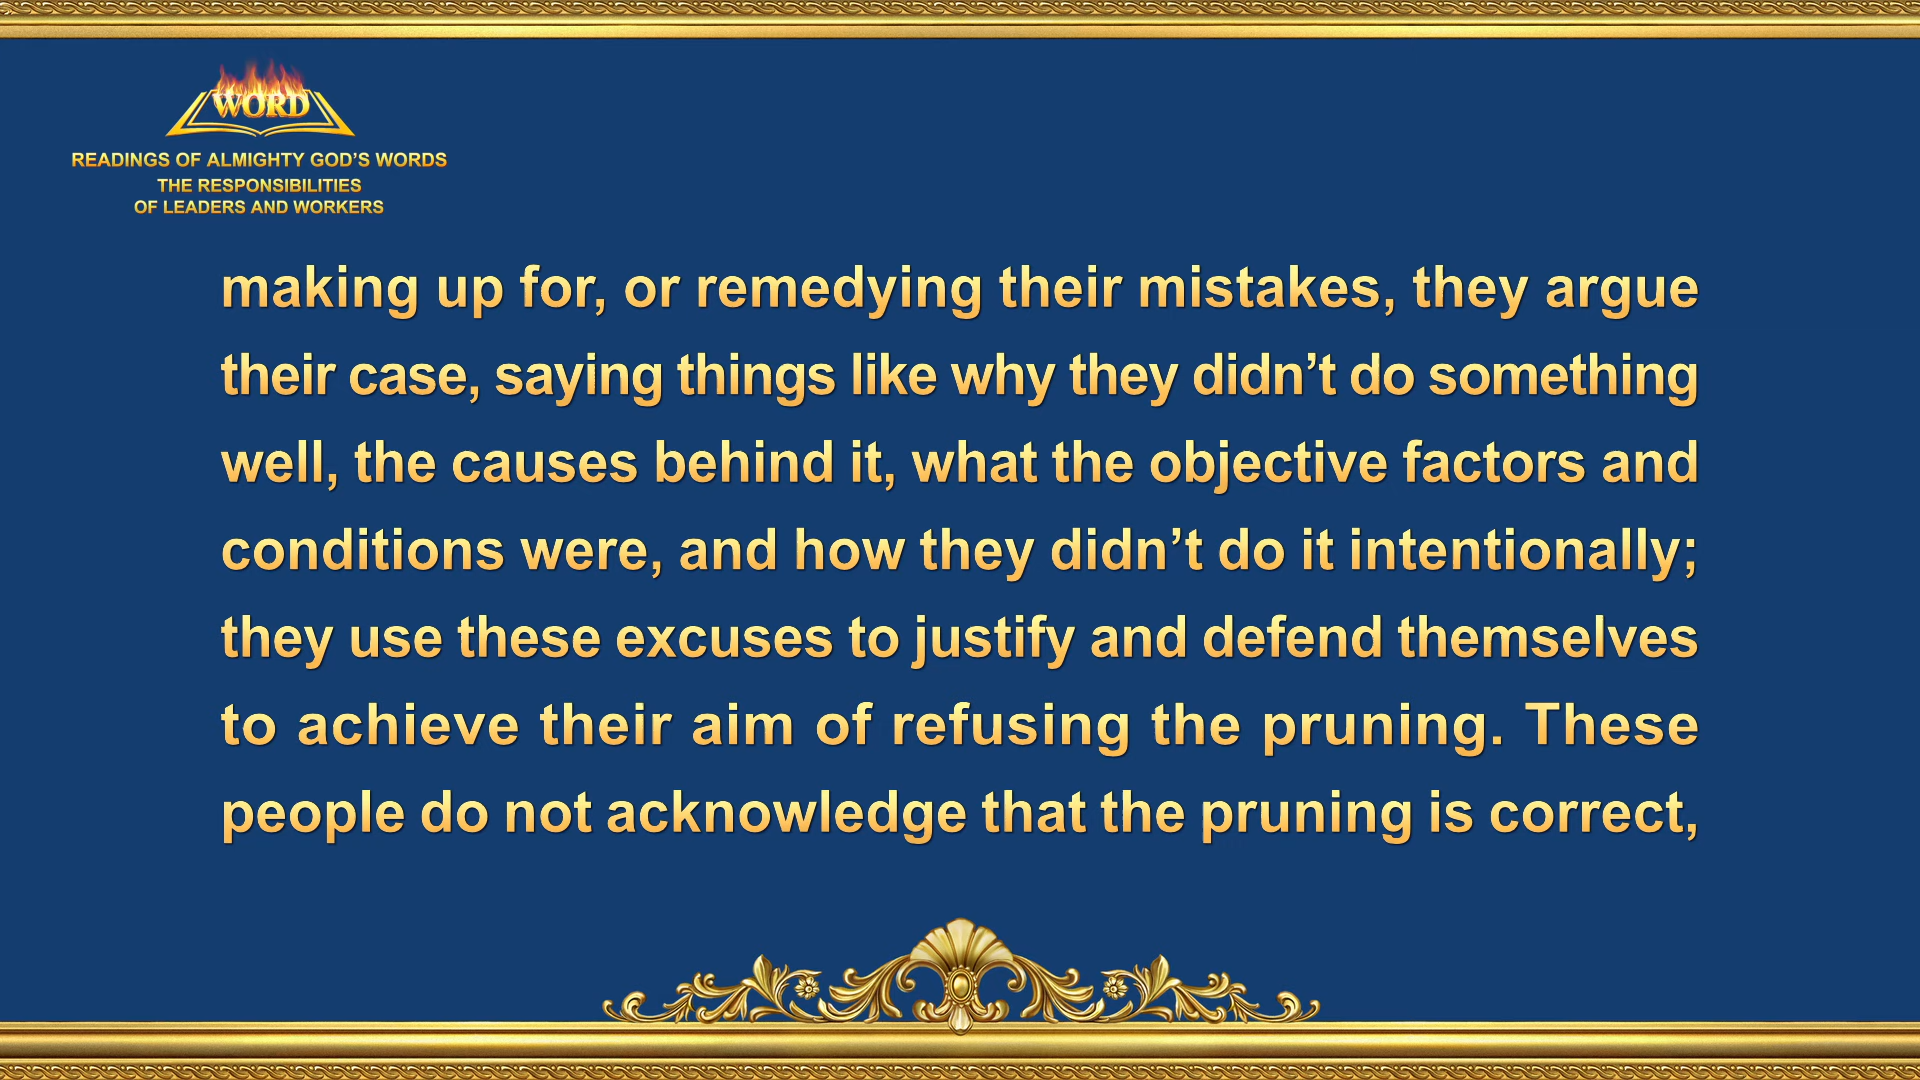 WORD
READINGS OF ALMIGHTY GOD’S WORDS
THE RESPONSIBILITIES
OF LEADERS AND WORKERS
making up for, or remedying their mistakes, they argue
their case, saying things like why they didn’t do something
well, the causes behind it, what the objective factors and
conditions were, and how they didn’t do it intentionally;
they use these excuses to justify and defend themselves
to achieve their aim of refusing the pruning. These
people do not acknowledge that the pruning is correct,